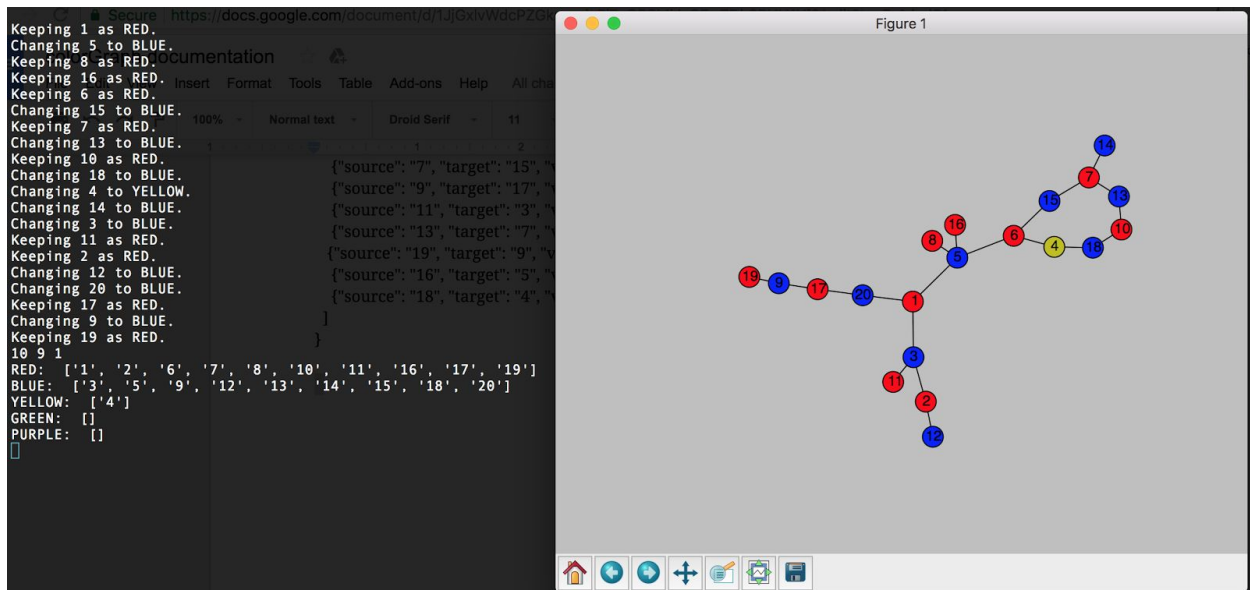 Secure https://docs.google.com/document/d/1JjGxlvWdcPZGk
documentation
Insert Format Tools Table Add-ons Help All cha
100% Normal text Droid Serif 11
1 1 2
Keeping 1 as RED.
Changing 5 to BLUE.
Keeping 8 as RED.
Keeping 16 as RED.
Keeping 6 as RED.
Changing 15 to BLUE.
Keeping 7 as RED.
Changing 13 to BLUE.
Keeping 10 as RED.
Changing 18 to BLUE.
Changing 4 to YELLOW.
Changing 14 to BLUE.
Changing 3 to BLUE.
Keeping 11 as RED.
Keeping 2 as RED.
Changing 12 to BLUE.
Changing 20 to BLUE.
Keeping 17 as RED.
Changing 9 to BLUE.
Keeping 19 as RED.
10 9 1
RED:  ['1', '2', '6', '7', '8', '10', '11', '16', '17', '19']
BLUE:  ['3', '5', '9', '12', '13', '14', '15', '18', '20']
YELLOW:  ['4']
GREEN:  []
PURPLE:  []
{"source": "7", "target": "15", "v
{"source": "9", "target": "17", "v
{"source": "11", "target": "3", "v
{"source": "13", "target": "7", "v
{"source": "19", "target": "9", "v
{"source": "16", "target": "5", "v
{"source": "18", "target": "4", "v
]
}
Figure 1
14
7
13
15
16
10
6
8
4
18
5
19
9
17
20
1
3
11
2
12